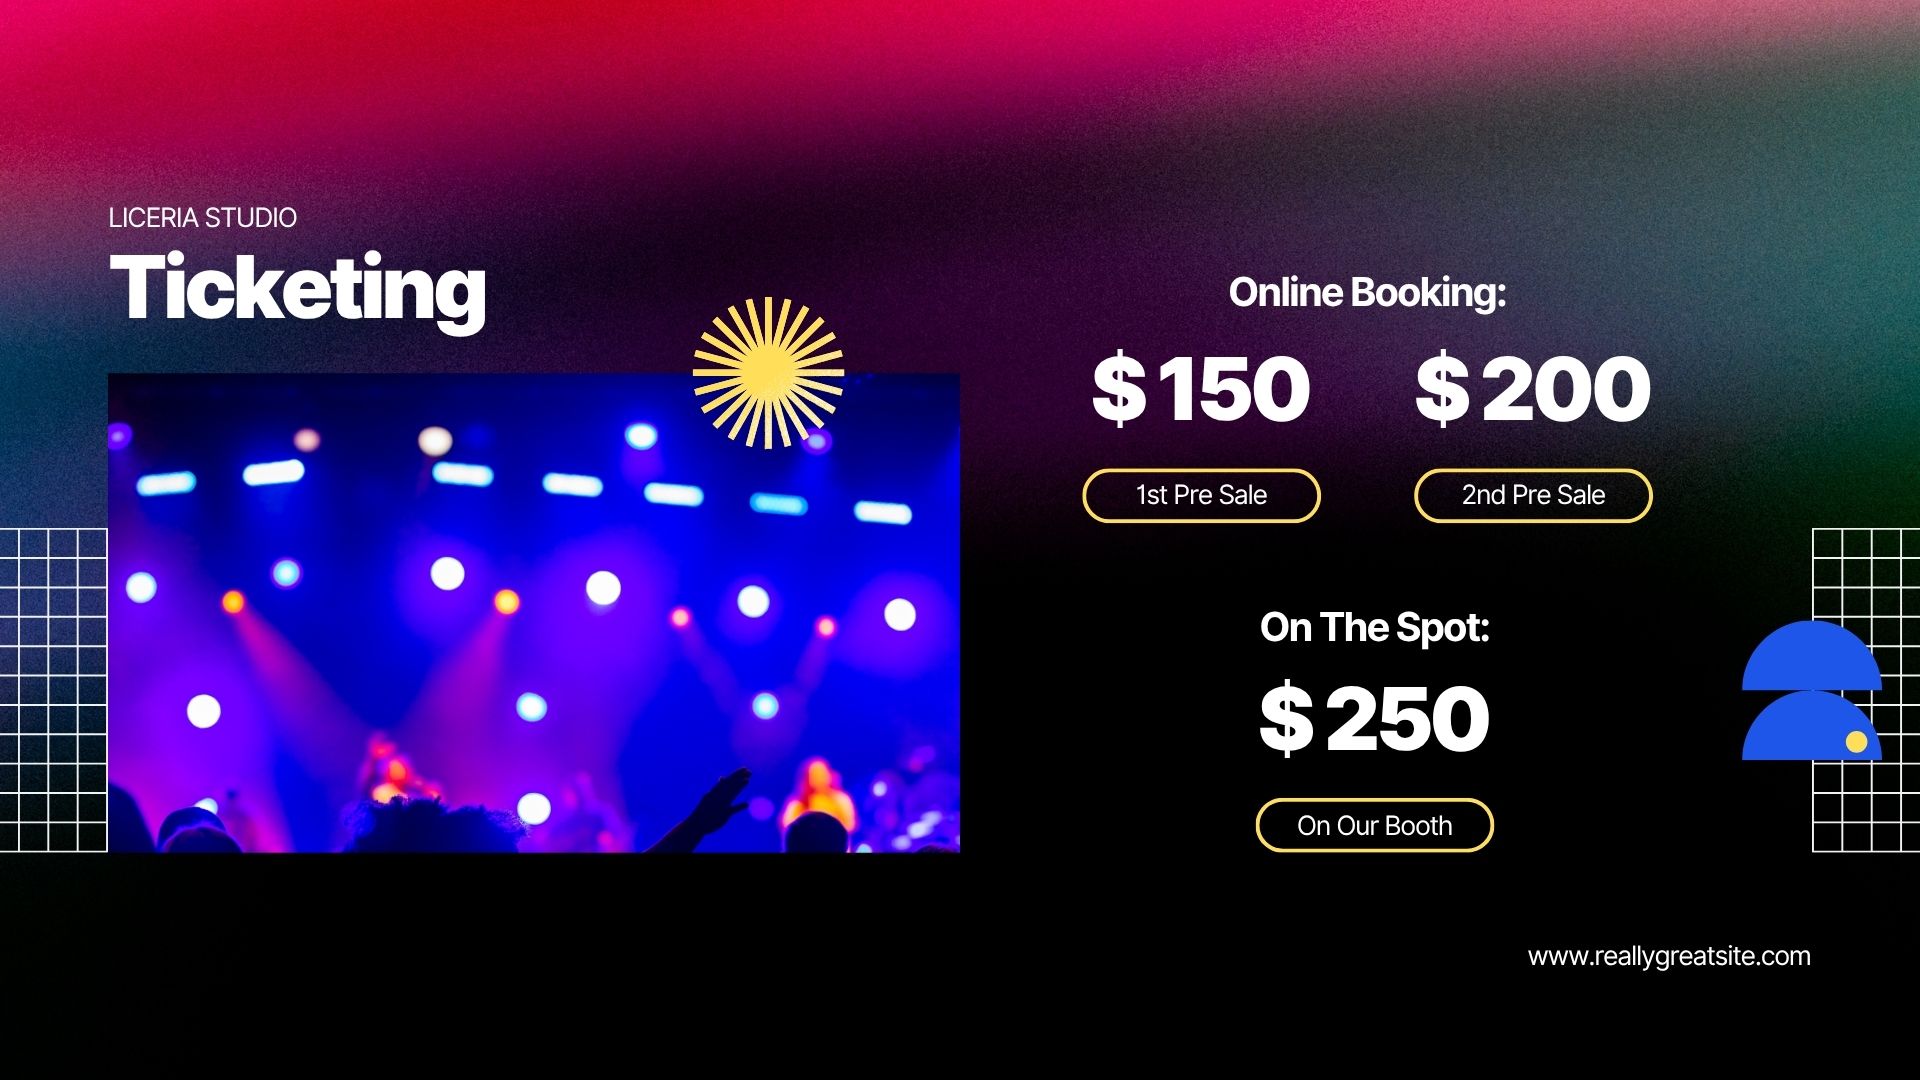 LICERIA STUDIO
Ticketing
Online Booking:
$ 150
$ 200
1st Pre Sale
2nd Pre Sale
On The Spot:
$ 250
On Our Booth
www.reallygreatsite.com